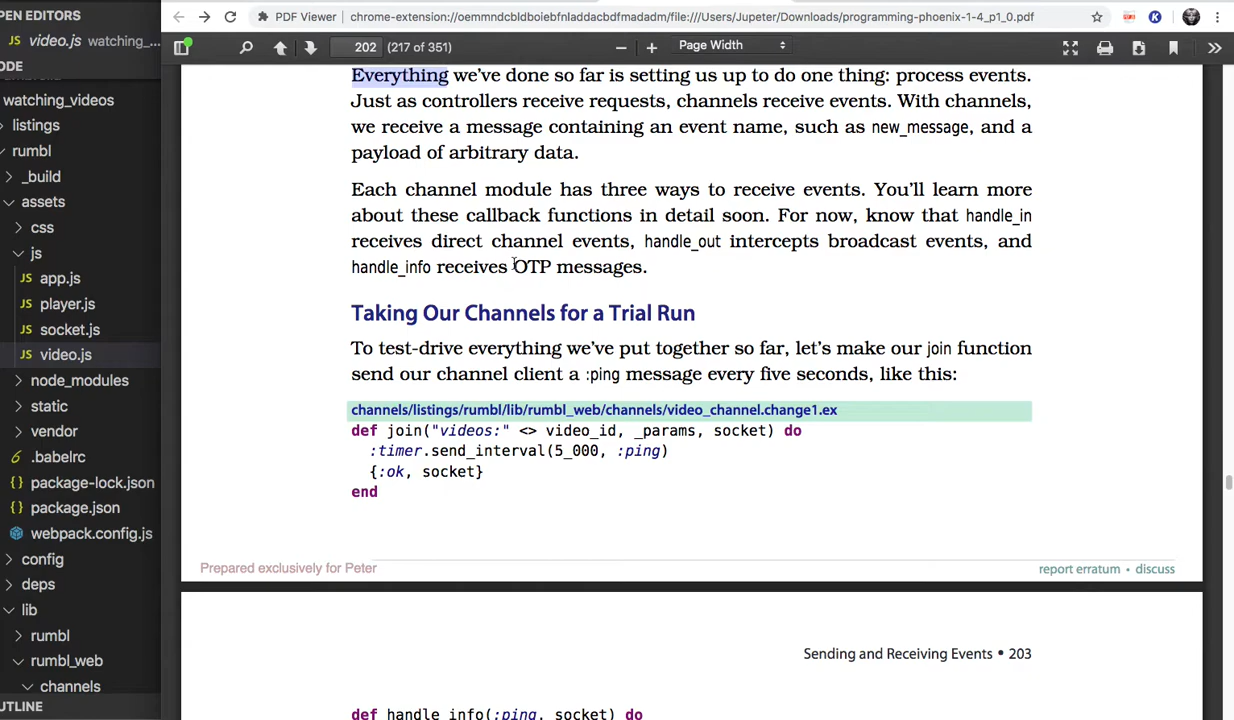 PEN EDITORS
JS video.js watching_...
ODE
watching_videos
listings
rumbl
_build
assets
css
js
JS app.js
JS player.js
JS socket.js
JS video.js
node_modules
static
vendor
.babelrc
{} package-lock.json
{} package.json
webpack.config.js
config
deps
lib
rumbl
rumbl_web
channels
UTLINE
PDF Viewer | chrome-extension://oemmndcbldboiebfnladdacbdfmadadm/file:///Users/Jupeter/Downloads/programming-phoenix-1-4_p1_0.pdf
202 (217 of 351) Page Width
Everything we've done so far is setting us up to do one thing: process events.
Just as controllers receive requests, channels receive events. With channels,
we receive a message containing an event name, such as new_message, and a
payload of arbitrary data.
Each channel module has three ways to receive events. You'll learn more
about these callback functions in detail soon. For now, know that handle_in
receives direct channel events, handle_out intercepts broadcast events, and
handle_info receives OTP messages.
Taking Our Channels for a Trial Run
To test-drive everything we've put together so far, let's make our join function
send our channel client a :ping message every five seconds, like this:
channels/listings/rumbl/lib/rumbl_web/channels/video_channel.change1.ex
def join("videos:" <> video_id, _params, socket) do
:timer.send_interval(5_000, :ping)
{:ok, socket}
end
Prepared exclusively for Peter
report erratum • discuss
Sending and Receiving Events • 203
def handle_info(:ping, socket) do